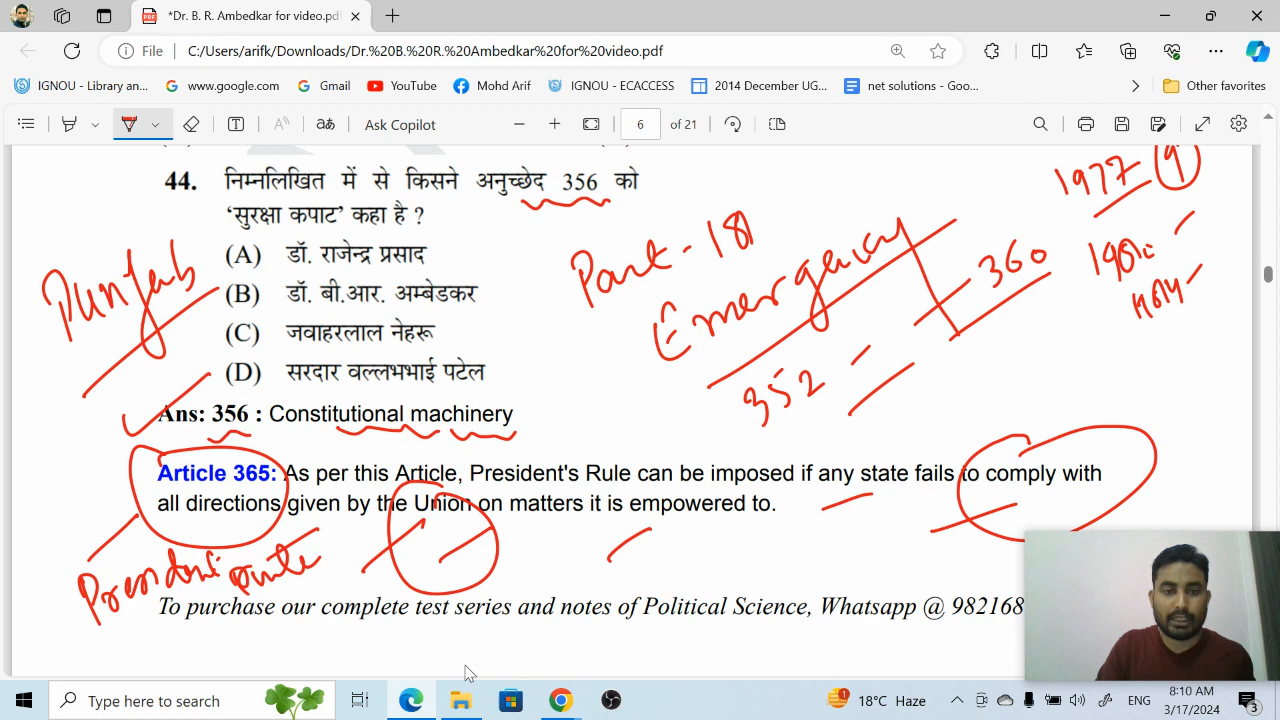 *Dr. B. R. Ambedkar for video.pdf
File C:/Users/arifk/Downloads/Dr.%20B.%20R.%20Ambedkar%20for%20video.pdf
IGNOU - Library an... www.google.com Gmail YouTube Mohd Arif IGNOU - ECACCESS 2014 December UG... net solutions - Goo... Other favorites
Ask Copilot 6 of 21
44. निम्नलिखित में से किसने अनुच्छेद 356 को
‘सुरक्षा कपाट’ कहा है ?
(A) डॉ. राजेन्द्र प्रसाद
(B) डॉ. बी.आर. अम्बेडकर
(C) जवाहरलाल नेहरू
(D) सरदार वल्लभभाई पटेल
1977 9
Part - 18
Emergency
360
352
Punjab
Ans: 356 : Constitutional machinery
Article 365: As per this Article, President's Rule can be imposed if any state fails to comply with
all directions given by the Union on matters it is empowered to.
To purchase our complete test series and notes of Political Science, Whatsapp @ 982168
Type here to search
1 18°C Haze ENG 8:10 AM
3/17/2024 3